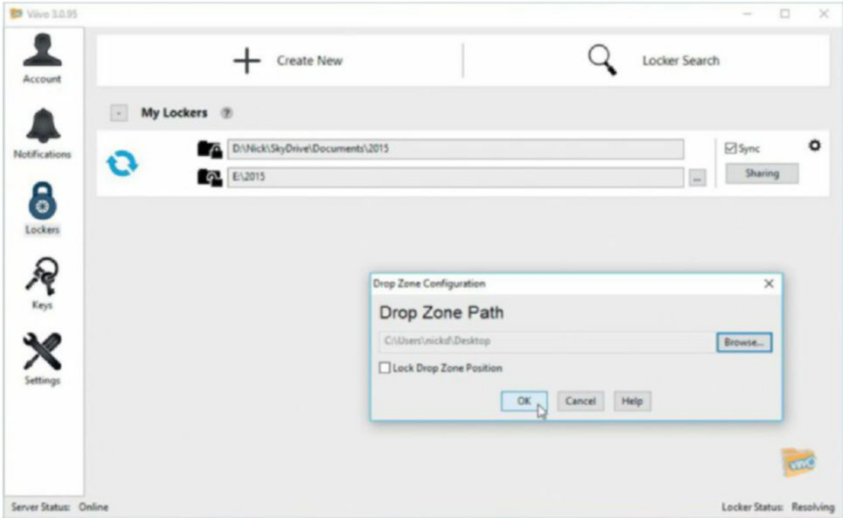 Viivo 3.0.95
Account
Notifications
Lockers
Keys
Settings
Create New
Locker Search
- My Lockers ?
D:\Nick\SkyDrive\Documents\2015
E:\2015
...
Sync
Sharing
Drop Zone Configuration
Drop Zone Path
C:\Users\nickd\Desktop
Browse...
Lock Drop Zone Position
OK Cancel Help
viivo
Server Status: Online
Locker Status: Resolving